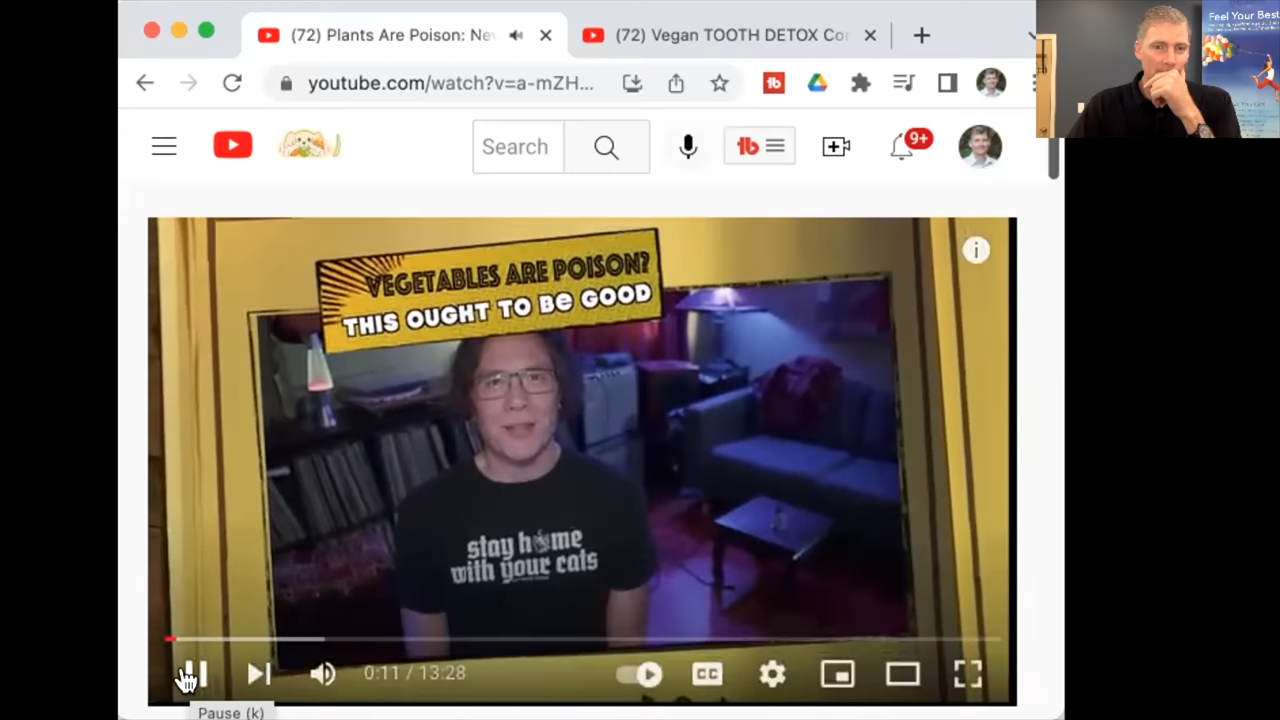 (72) Plants Are Poison: Ne
(72) Vegan TOOTH DETOX Co
youtube.com/watch?v=a-mZH...
9+
Search
Feel Your Best
VEGETABLES ARE POISON?
THIS OUGHT TO BE GOOD
stay home
with your cats
0:11 / 13:28
CC
Pause (k)